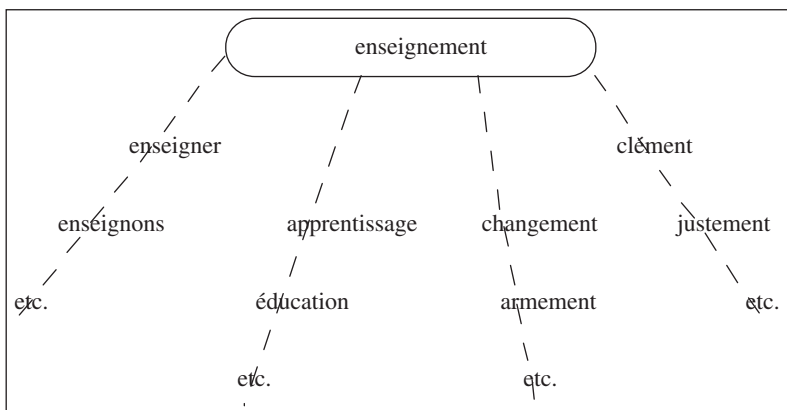 enseignement
enseigner clément
enseignons apprentissage changement justement
etc. éducation armement etc.
etc. etc.